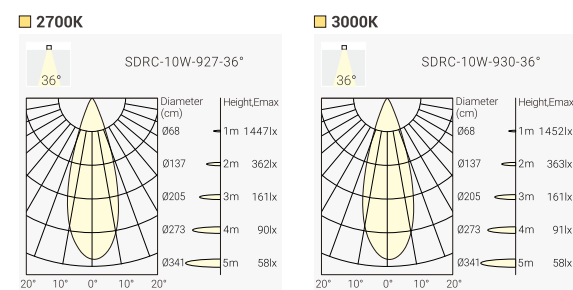 2700K
SDRC-10W-927-36°
36°
Diameter (cm) Height,Emax
Ø68 1m 1447lx
Ø137 2m 362lx
Ø205 3m 161lx
Ø273 4m 90lx
Ø341 5m 58lx
20° 10° 0° 10° 20°
3000K
SDRC-10W-930-36°
36°
Diameter (cm) Height,Emax
Ø68 1m 1452lx
Ø137 2m 363lx
Ø205 3m 161lx
Ø273 4m 91lx
Ø341 5m 58lx
20° 10° 0° 10° 20°